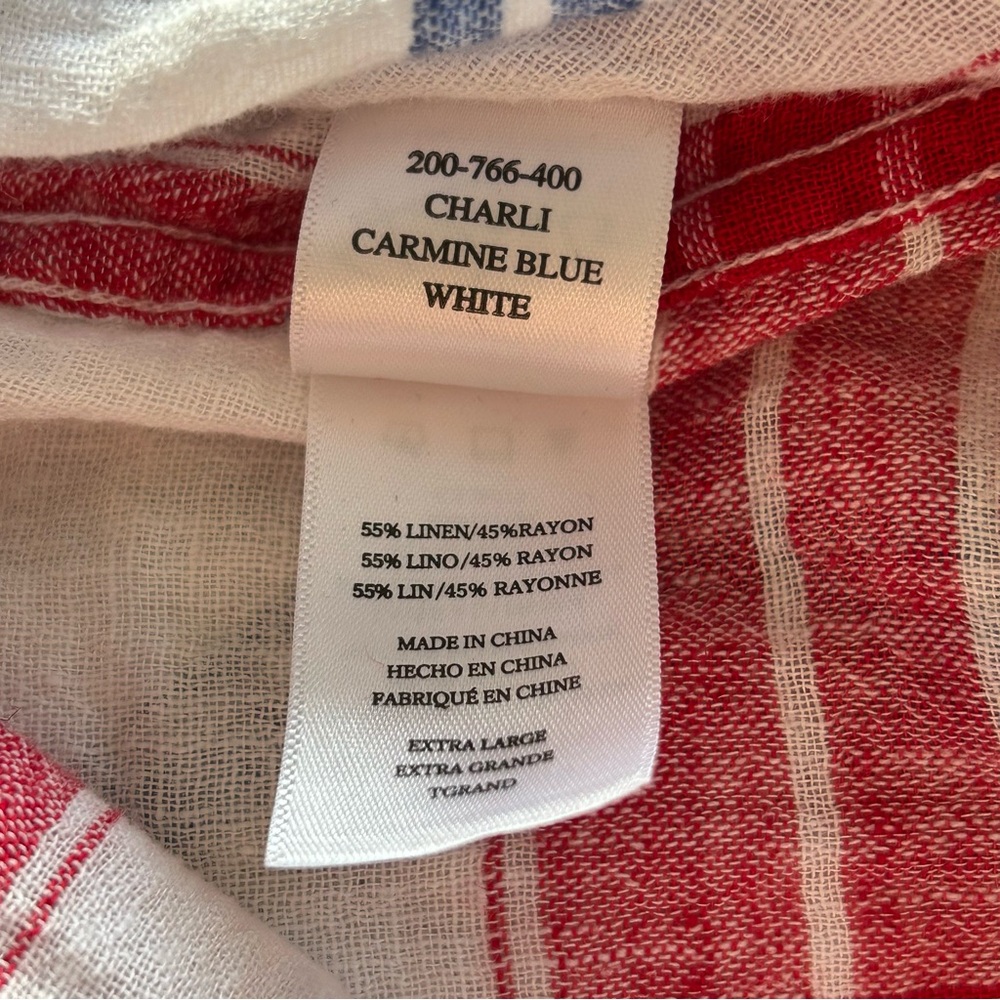 200-766-400
CHARLI
CARMINE BLUE
WHITE
55% LINEN/45%RAYON
55% LINO/45% RAYON
55% LIN/45% RAYONNE
MADE IN CHINA
HECHO EN CHINA
FABRIQUÉ EN CHINE
EXTRA LARGE
EXTRA GRANDE
TGRAND